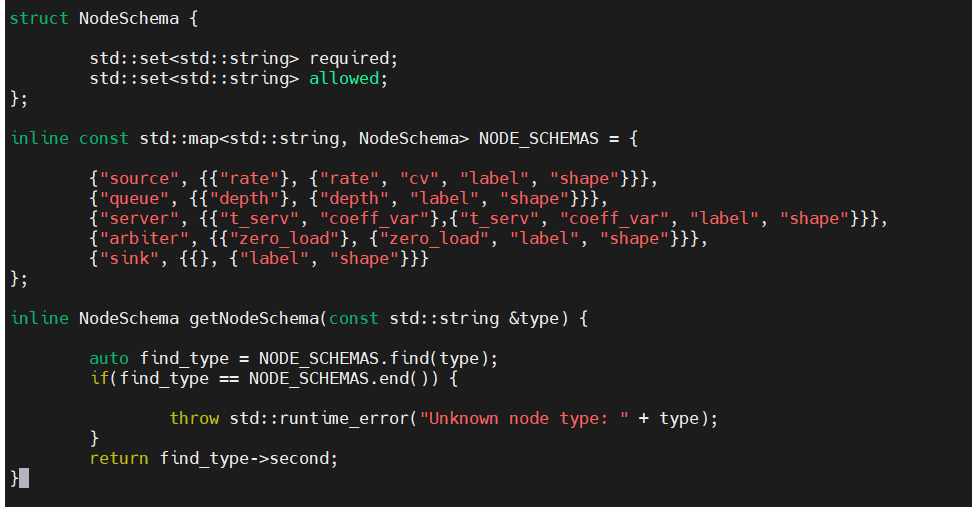 struct NodeSchema {
std::set<std::string> required;
std::set<std::string> allowed;
};
inline const std::map<std::string, NodeSchema> NODE_SCHEMAS = {
{"source", {{"rate"}, {"rate", "cv", "label", "shape"}}},
{"queue", {{"depth"}, {"depth", "label", "shape"}}},
{"server", {{"t_serv", "coeff_var"},{"t_serv", "coeff_var", "label", "shape"}}},
{"arbiter", {{"zero_load"}, {"zero_load", "label", "shape"}}},
{"sink", {{}, {"label", "shape"}}}
};
inline NodeSchema getNodeSchema(const std::string &type) {
auto find_type = NODE_SCHEMAS.find(type);
if(find_type == NODE_SCHEMAS.end()) {
throw std::runtime_error("Unknown node type: " + type);
}
return find_type->second;
}